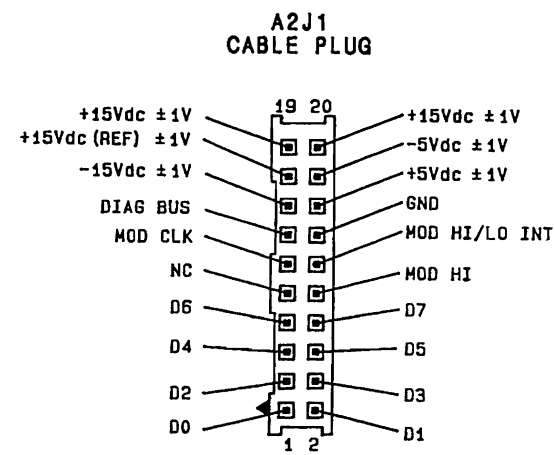 A2J1
CABLE PLUG
19 20
+15Vdc ±1V +15Vdc ±1V
+15Vdc (REF) ±1V -5Vdc ±1V
-15Vdc ±1V +5Vdc ±1V
DIAG BUS GND
MOD CLK MOD HI/LO INT
NC MOD HI
D6 D7
D4 D5
D2 D3
D0 D1
1 2